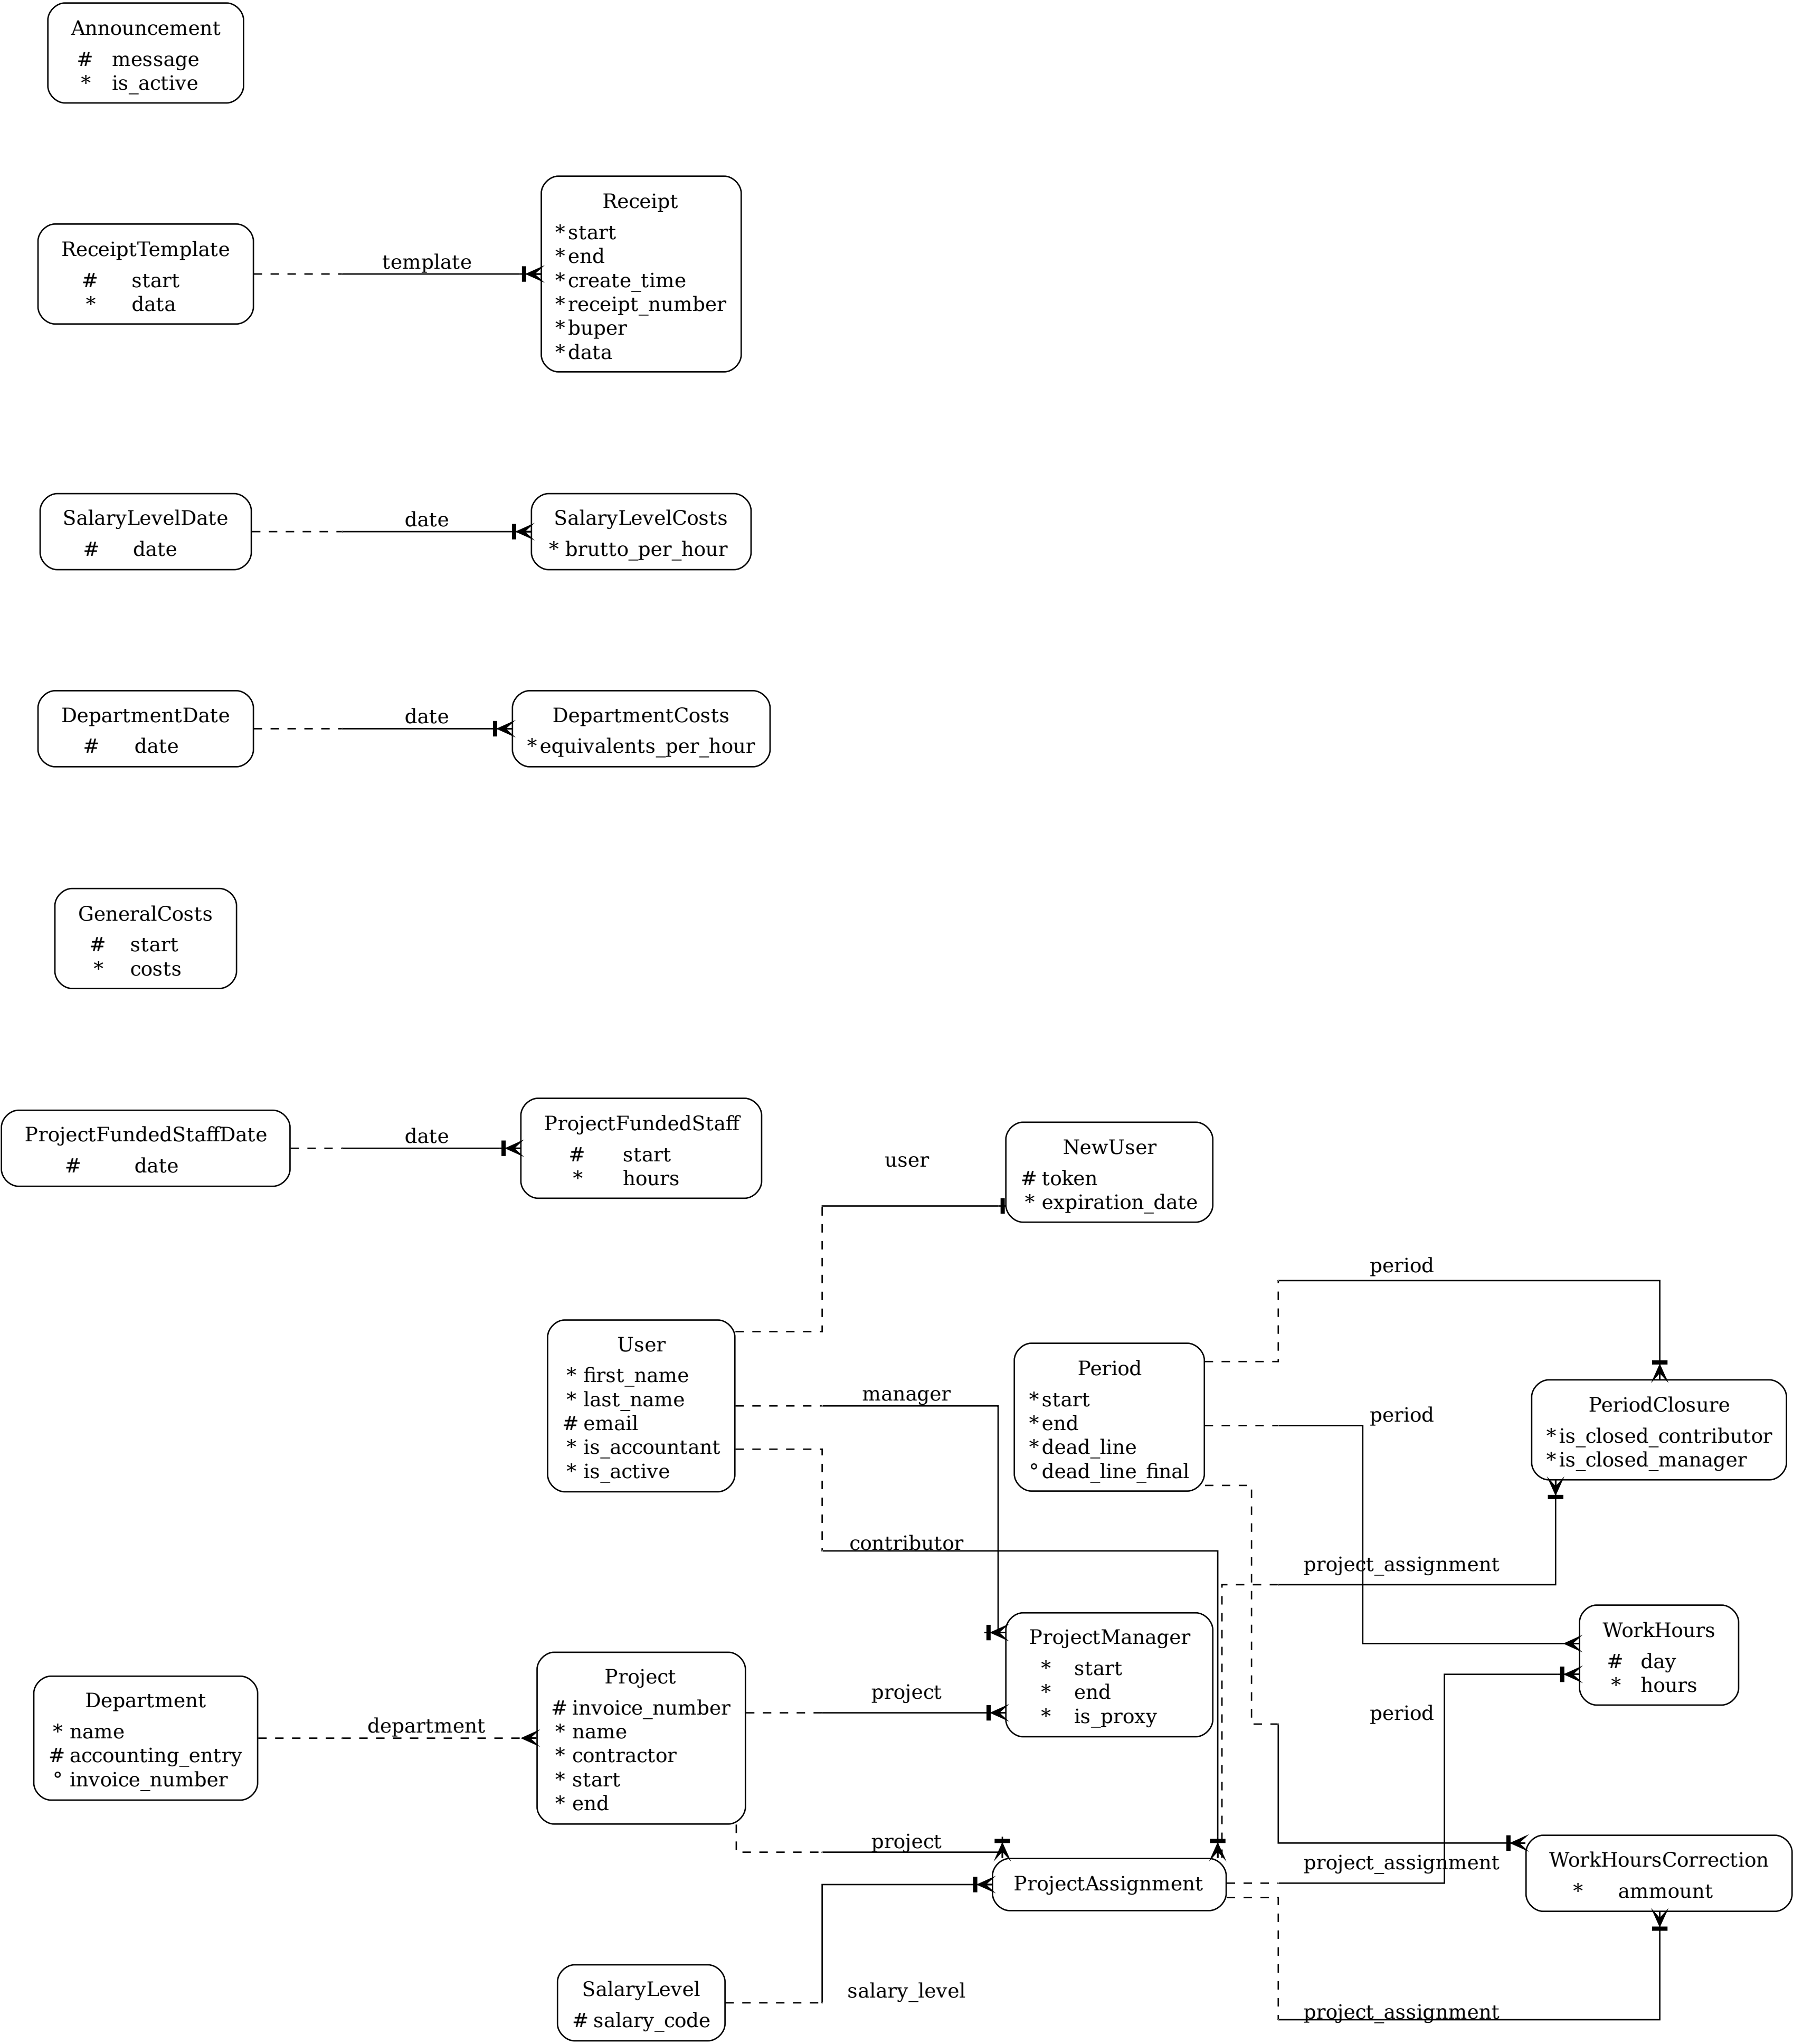 Announcement
# message
* is_active
ReceiptTemplate
# start
* data
template
Receipt
* start
* end
* create_time
* receipt_number
* buper
* data
SalaryLevelDate
# date
date
SalaryLevelCosts
* brutto_per_hour
DepartmentDate
# date
date
DepartmentCosts
* equivalents_per_hour
GeneralCosts
# start
* costs
ProjectFundedStaffDate
# date
date
ProjectFundedStaff
# start
* hours
user
NewUser
# token
* expiration_date
User
* first_name
* last_name
# email
* is_accountant
* is_active
manager
contributor
Period
* start
* end
* dead_line
° dead_line_final
period
period
period
PeriodClosure
* is_closed_contributor
* is_closed_manager
project_assignment
WorkHours
# day
* hours
Department
* name
# accounting_entry
° invoice_number
department
Project
# invoice_number
* name
* contractor
* start
* end
project
project
ProjectManager
* start
* end
* is_proxy
ProjectAssignment
project_assignment
project_assignment
WorkHoursCorrection
* ammount
SalaryLevel
# salary_code
salary_level